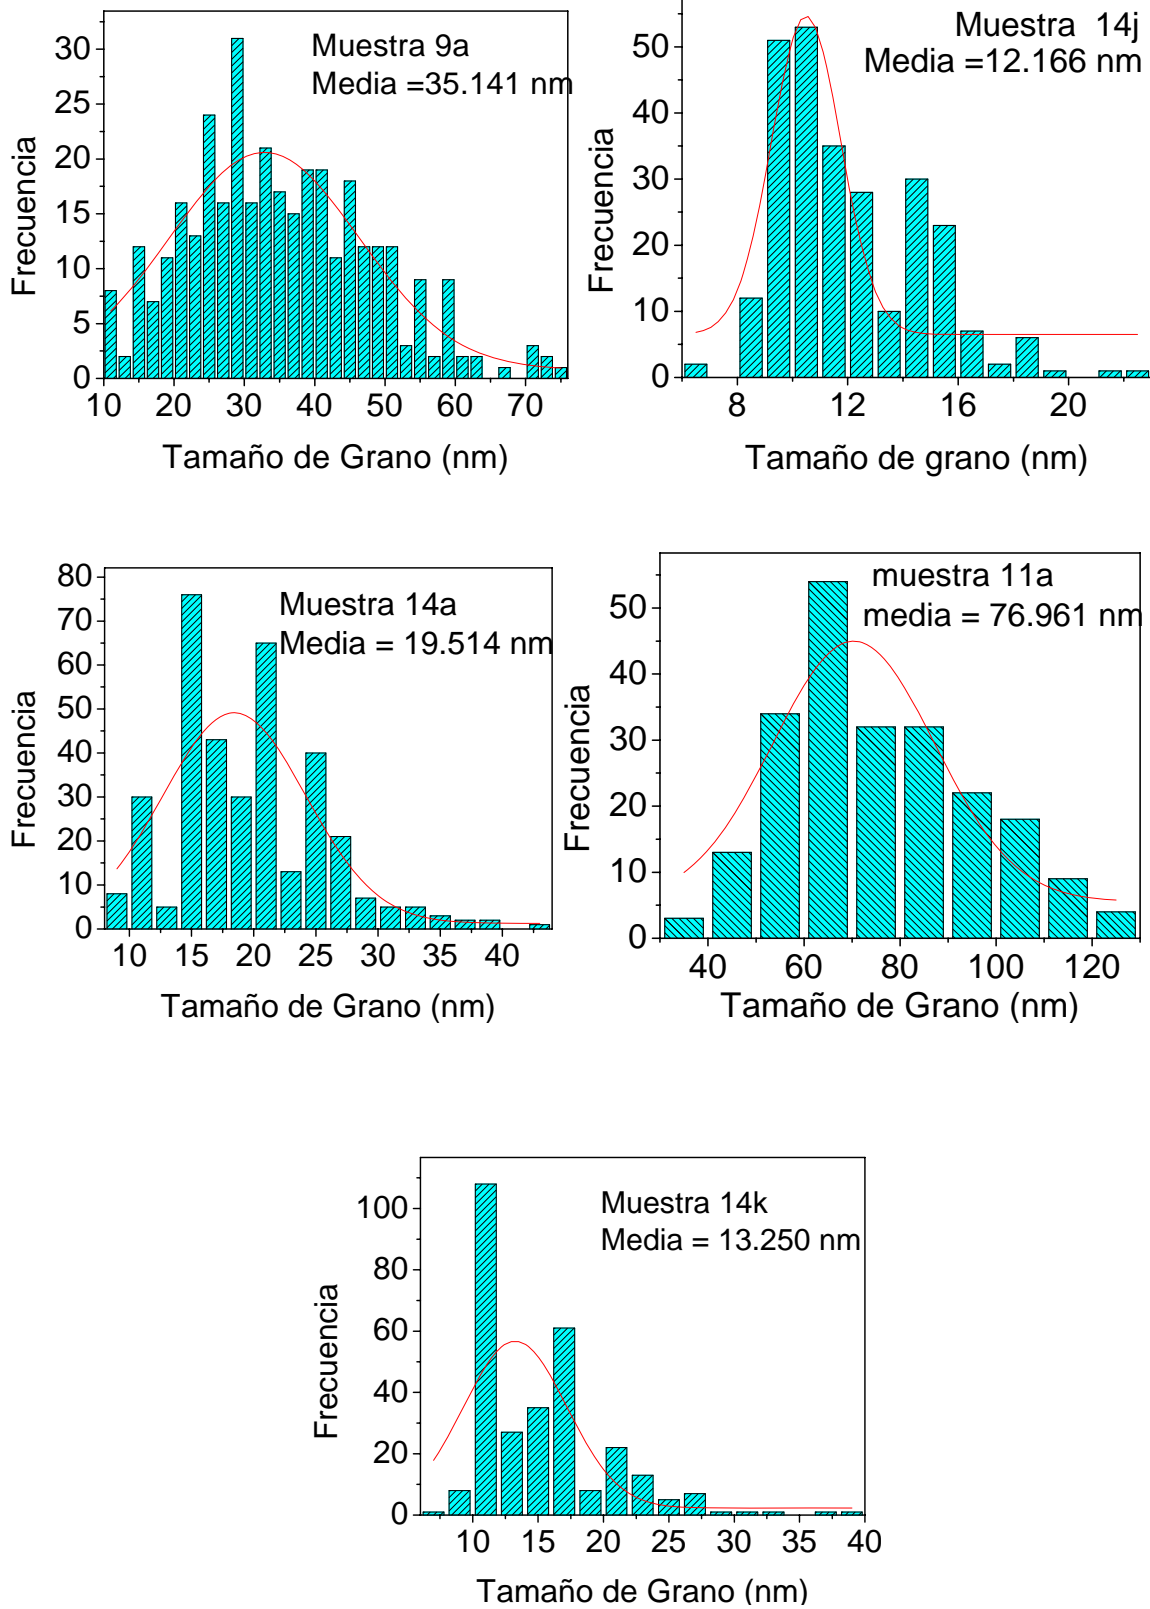 Muestra 9a
Media =35.141 nm
Frecuencia
30
25
20
15
10
5
0
10 20 30 40 50 60 70
Tamaño de Grano (nm)
Muestra 14j
Media =12.166 nm
Frecuencia
50
40
30
20
10
0
8 12 16 20
Tamaño de grano (nm)
Muestra 14a
Media = 19.514 nm
Frecuencia
80
70
60
50
40
30
20
10
0
10 15 20 25 30 35 40
Tamaño de Grano (nm)
muestra 11a
media = 76.961 nm
Frecuencia
50
40
30
20
10
0
40 60 80 100 120
Tamaño de Grano (nm)
Muestra 14k
Media = 13.250 nm
Frecuencia
100
80
60
40
20
0
10 15 20 25 30 35 40
Tamaño de Grano (nm)